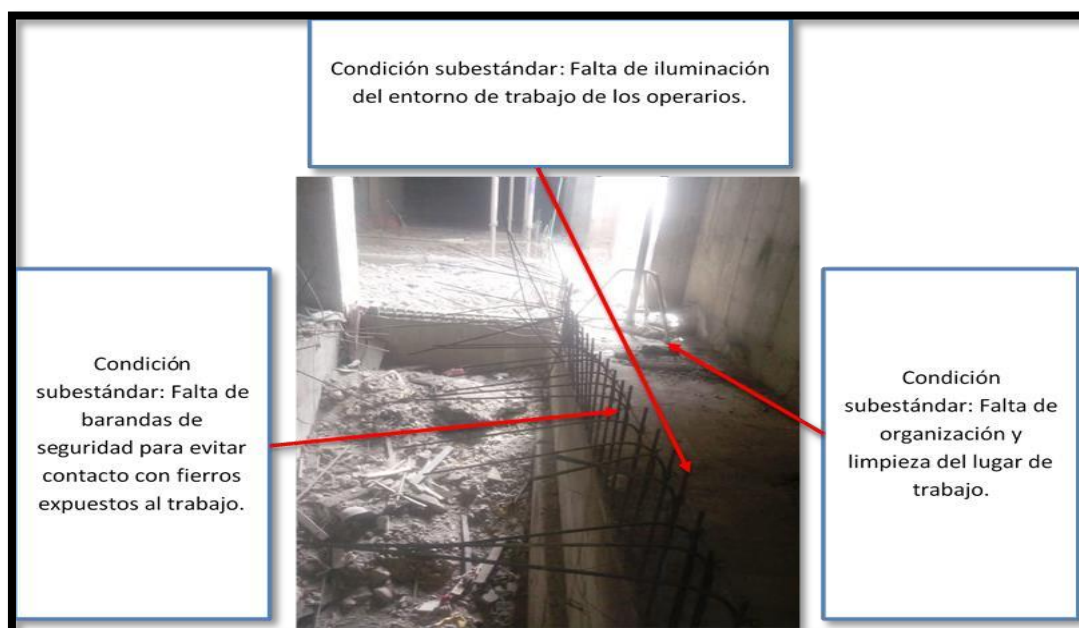 Condición subestándar: Falta de iluminación
del entorno de trabajo de los operarios.
Condición
subestándar: Falta de
barandas de
seguridad para evitar
contacto con fierros
expuestos al trabajo.
Condición
subestándar: Falta de
organización y
limpieza del lugar de
trabajo.